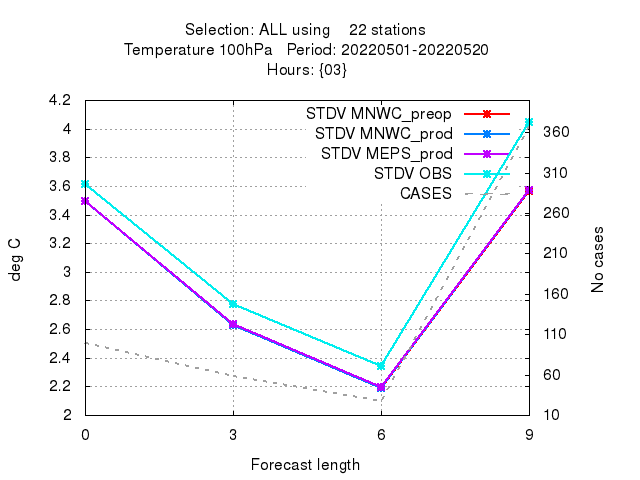 Selection: ALL using    22 stations
Temperature 100hPa   Period: 20220501-20220520
Hours: {03}
STDV MNWC_preop
STDV MNWC_prod
STDV MEPS_prod
STDV OBS
CASES
deg C
4.2
4
3.8
3.6
3.4
3.2
3
2.8
2.6
2.4
2.2
2
360
310
260
210
160
110
60
10
No cases
0 3 6 9
Forecast length